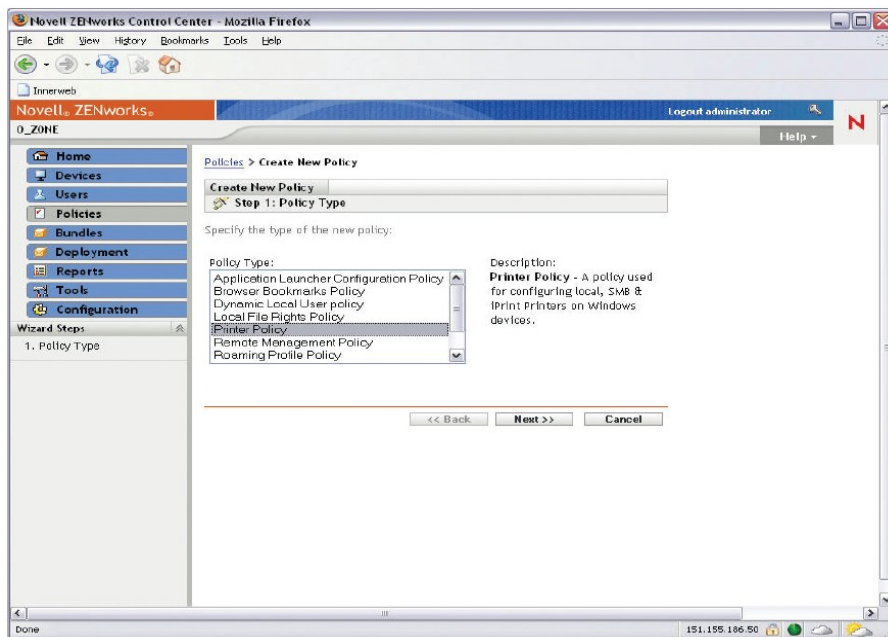 Novell ZENworks Control Center - Mozilla Firefox
File Edit View History Bookmarks Tools Help
Innerweb
Novell® ZENworks®
Logout administrator
N
0_ZONE
Help
Home
Devices
Users
Policies
Bundles
Deployment
Reports
Tools
Configuration
Wizard Steps
1. Policy Type
Policies > Create New Policy
Create New Policy
Step 1: Policy Type
Specify the type of the new policy:
Policy Type:
Application Launcher Configuration Policy
Browser Bookmarks Policy
Dynamic Local User policy
Local File Rights Policy
Printer Policy
Remote Management Policy
Roaming Profile Policy
Description:
Printer Policy - A policy used
for configuring local, SMB &
iPrint Printers on Windows
devices.
<< Back Next >> Cancel
Done
151.155.186.50